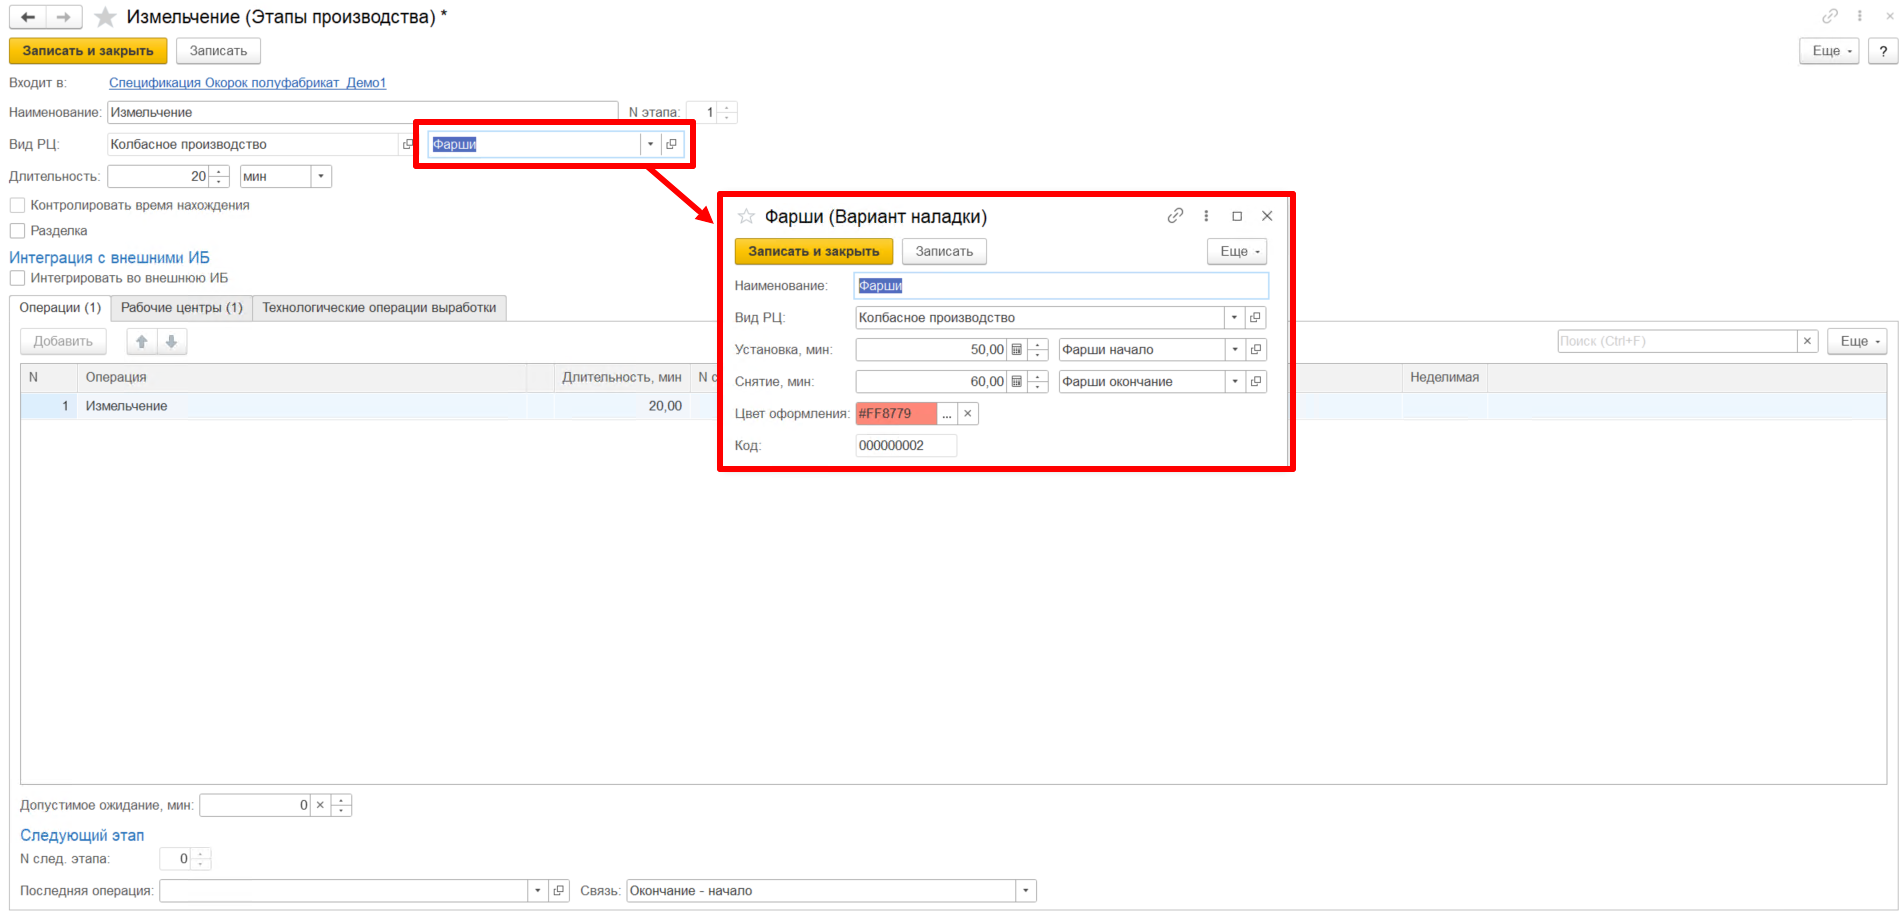 Измельчение (Этапы производства) *
Записать и закрыть Записать Еще ?
Входит в: Спецификация Окорок полуфабрикат_Демо1
Наименование: Измельчение N этапа: 1
Вид РЦ: Колбасное производство Фарши
Длительность: 20 мин
Контролировать время нахождения
Разделка
Интеграция с внешними ИБ
Интегрировать во внешнюю ИБ
Операции (1) Рабочие центры (1) Технологические операции выработки
Добавить Поиск (Ctrl+F) × Еще
N Операция Длительность, мин N с Неделимая
1 Измельчение 20,00
Фарши (Вариант наладки)
Записать и закрыть Записать Еще
Наименование: Фарши
Вид РЦ: Колбасное производство
Установка, мин: 50,00 Фарши начало
Снятие, мин: 60,00 Фарши окончание
Цвет оформления: #FF8779 ... ×
Код: 000000002
Допустимое ожидание, мин: 0 ×
Следующий этап
N след. этапа: 0
Последняя операция: Связь: Окончание - начало